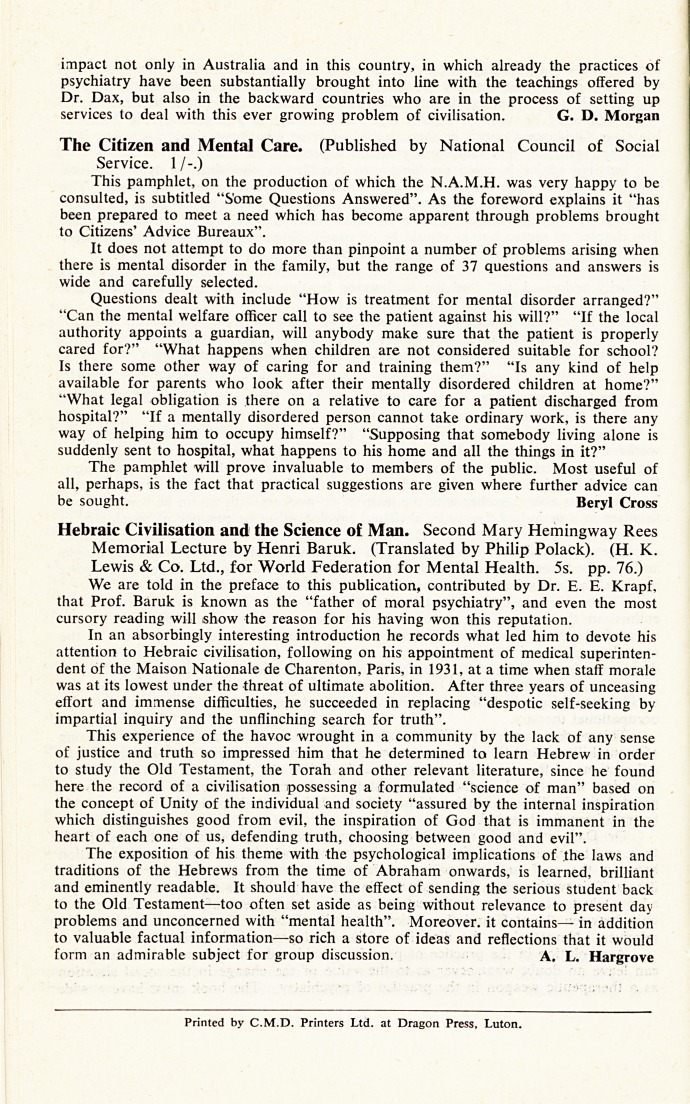 impact not only in Australia and in this country, in which already the practices of
psychiatry have been substantially brought into line with the teachings offered by
Dr. Dax, but also in the backward countries who are in the process of setting up
services to deal with this ever growing problem of civilisation. G. D. Morgan
The Citizen and Mental Care. (Published by National Council of Social
Service. 1/-.)
This pamphlet, on the production of which the N.A.M.H. was very happy to be
consulted, is subtitled “Some Questions Answered”. As the foreword explains it “has
been prepared to meet a need which has become apparent through problems brought
to Citizens’ Advice Bureaux”.
It does not attempt to do more than pinpoint a number of problems arising when
there is mental disorder in the family, but the range of 37 questions and answers is
wide and carefully selected.
Questions dealt with include “How is treatment for mental disorder arranged?”
“Can the mental welfare officer call to see the patient against his will?” “If the local
authority appoints a guardian, will anybody make sure that the patient is properly
cared for?” “What happens when children are not considered suitable for school?
Is there some other way of caring for and training them?” “Is any kind of help
available for parents who look after their mentally disordered children at home?”
“What legal obligation is there on a relative to care for a patient discharged from
hospital?” “If a mentally disordered person cannot take ordinary work, is there any
way of helping him to occupy himself?” “Supposing that somebody living alone is
suddenly sent to hospital, what happens to his home and all the things in it?”
The pamphlet will prove invaluable to members of the public. Most useful of
all, perhaps, is the fact that practical suggestions are given where further advice can
be sought. Beryl Cross
Hebraic Civilisation and the Science of Man. Second Mary Hemingway Rees
Memorial Lecture by Henri Baruk. (Translated by Philip Polack). (H. K.
Lewis & Co. Ltd., for World Federation for Mental Health. 5s. pp. 76.)
We are told in the preface to this publication, contributed by Dr. E. E. Krapf,
that Prof. Baruk is known as the “father of moral psychiatry”, and even the most
cursory reading will show the reason for his having won this reputation.
In an absorbingly interesting introduction he records what led him to devote his
attention to Hebraic civilisation, following on his appointment of medical superinten-
dent of the Maison Nationale de Charenton, Paris, in 1931, at a time when staff morale
was at its lowest under the threat of ultimate abolition. After three years of unceasing
effort and immense difficulties, he succeeded in replacing “despotic self-seeking by
impartial inquiry and the unflinching search for truth”.
This experience of the havoc wrought in a community by the lack of any sense
of justice and truth so impressed him that he determined to learn Hebrew in order
to study the Old Testament, the Torah and other relevant literature, since he found
here the record of a civilisation possessing a formulated “science of man” based on
the concept of Unity of the individual and society “assured by the internal inspiration
which distinguishes good from evil, the inspiration of God that is immanent in the
heart of each one of us, defending truth, choosing between good and evil”.
The exposition of his theme with the psychological implications of the laws and
traditions of the Hebrews from the time of Abraham onwards, is learned, brilliant
and eminently readable. It should have the effect of sending the serious student back
to the Old Testament—too often set aside as being without relevance to present day
problems and unconcerned with “mental health”. Moreover, it contains— in addition
to valuable factual information—so rich a store of ideas and reflections that it would
form an admirable subject for group discussion. A. L. Hargrove
Printed by C.M.D. Printers Ltd. at Dragon Press, Luton.